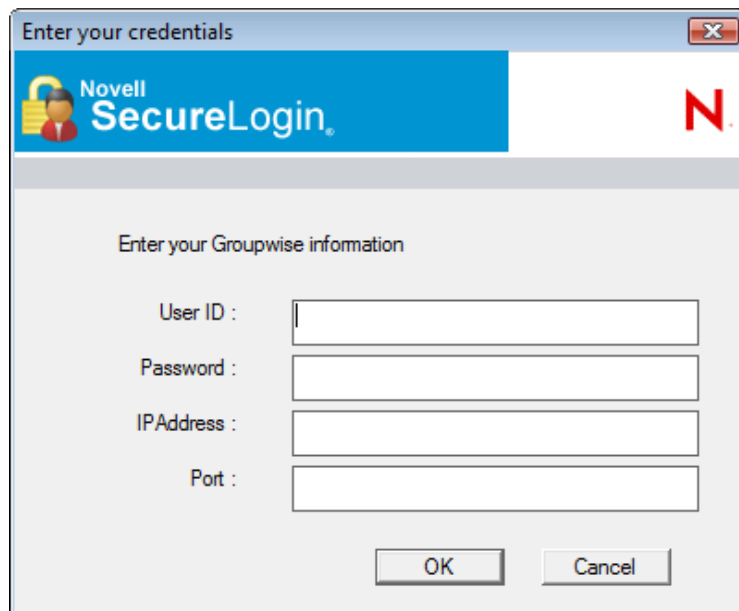 Enter your credentials
Novell
SecureLogin®
N
Enter your Groupwise information
User ID :
Password :
IPAddress :
Port :
OK
Cancel